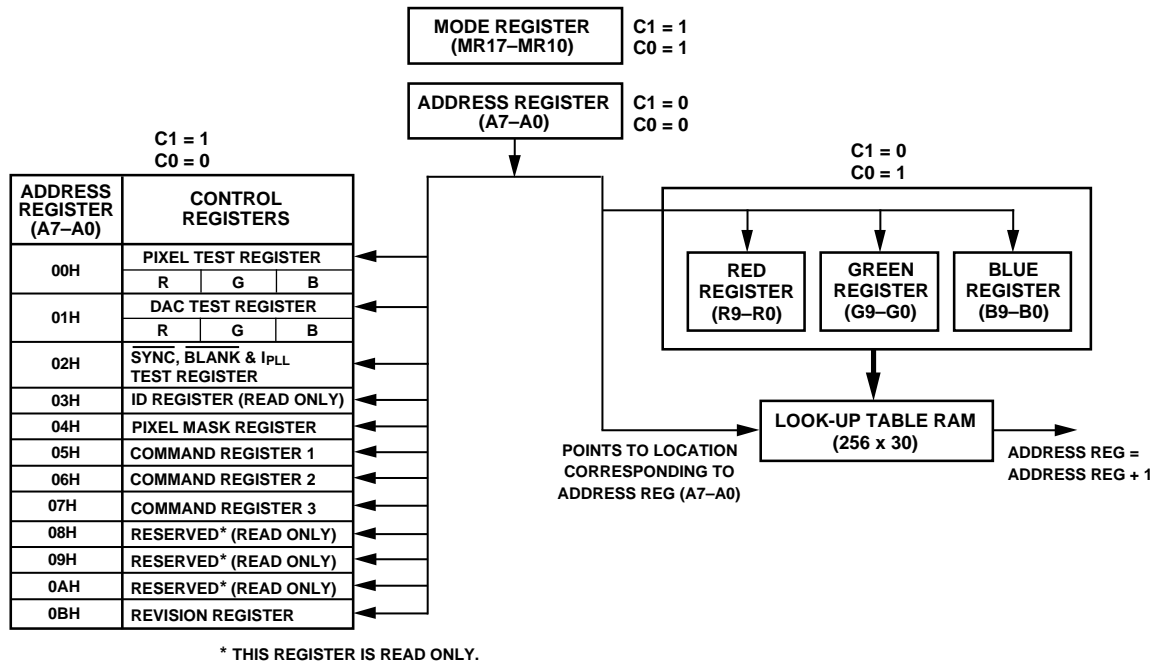 MODE REGISTER
(MR17–MR10)
C1 = 1
C0 = 1
ADDRESS REGISTER
(A7–A0)
C1 = 0
C0 = 0
C1 = 1
C0 = 0
ADDRESS
REGISTER
(A7–A0)
CONTROL
REGISTERS
00H
PIXEL TEST REGISTER
R G B
01H
DAC TEST REGISTER
R G B
02H
SYNC, BLANK & IPLL
TEST REGISTER
03H ID REGISTER (READ ONLY)
04H PIXEL MASK REGISTER
05H COMMAND REGISTER 1
06H COMMAND REGISTER 2
07H COMMAND REGISTER 3
08H RESERVED* (READ ONLY)
09H RESERVED* (READ ONLY)
0AH RESERVED* (READ ONLY)
0BH REVISION REGISTER
* THIS REGISTER IS READ ONLY.
C1 = 0
C0 = 1
RED
REGISTER
(R9–R0)
GREEN
REGISTER
(G9–G0)
BLUE
REGISTER
(B9–B0)
LOOK-UP TABLE RAM
(256 x 30)
POINTS TO LOCATION
CORRESPONDING TO
ADDRESS REG (A7–A0)
ADDRESS REG =
ADDRESS REG + 1